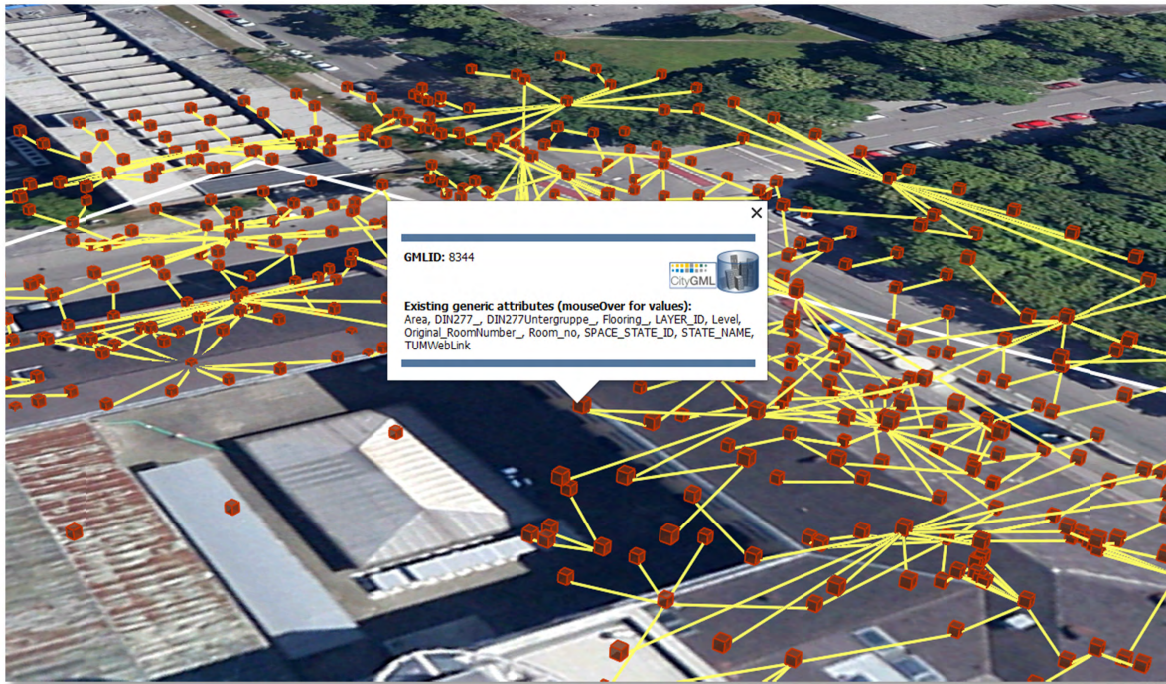 ×
GMLID: 8344
CityGML
Existing generic attributes (mouseOver for values):
Area, DIN277_, DIN277Untergruppe_, Flooring_, LAYER_ID, Level,
Original_RoomNumber_, Room_no, SPACE_STATE_ID, STATE_NAME,
TUMWebLink